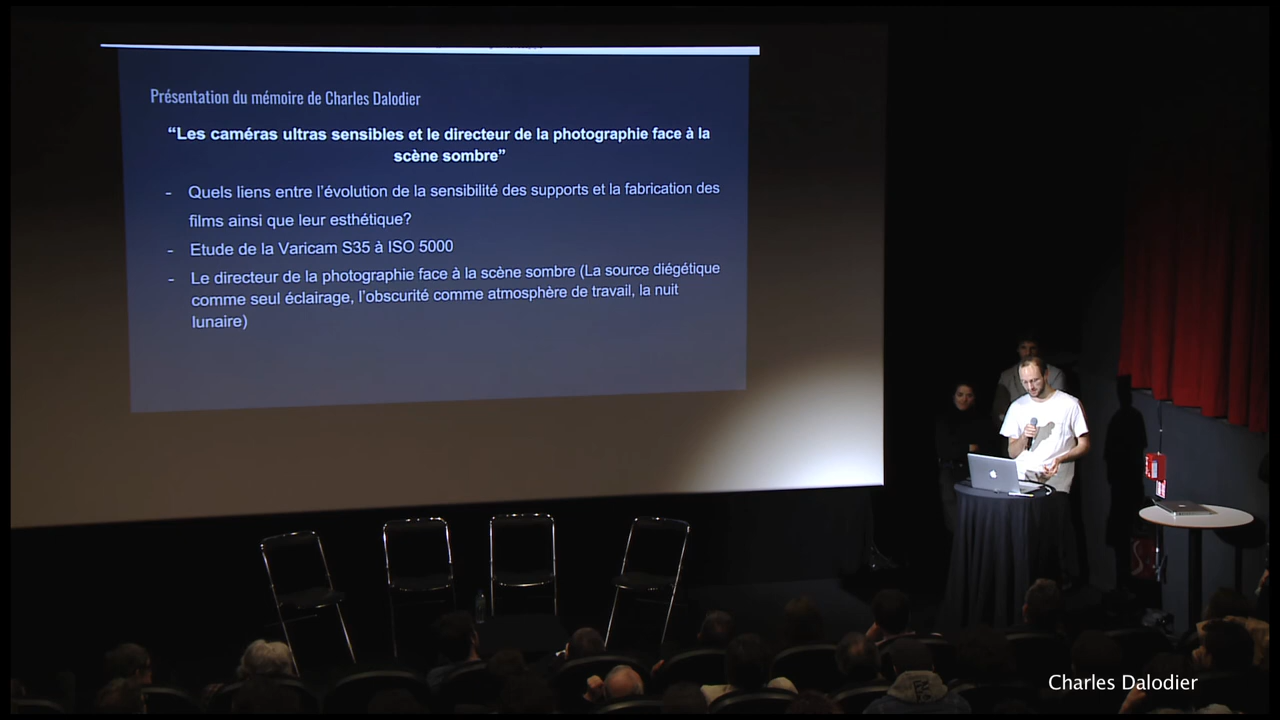 Présentation du mémoire de Charles Dalodier
“Les caméras ultras sensibles et le directeur de la photographie face à la
scène sombre”
- Quels liens entre l’évolution de la sensibilité des supports et la fabrication des
films ainsi que leur esthétique?
- Etude de la Varicam S35 à ISO 5000
- Le directeur de la photographie face à la scène sombre (La source diégétique
comme seul éclairage, l’obscurité comme atmosphère de travail, la nuit
lunaire)
Charles Dalodier